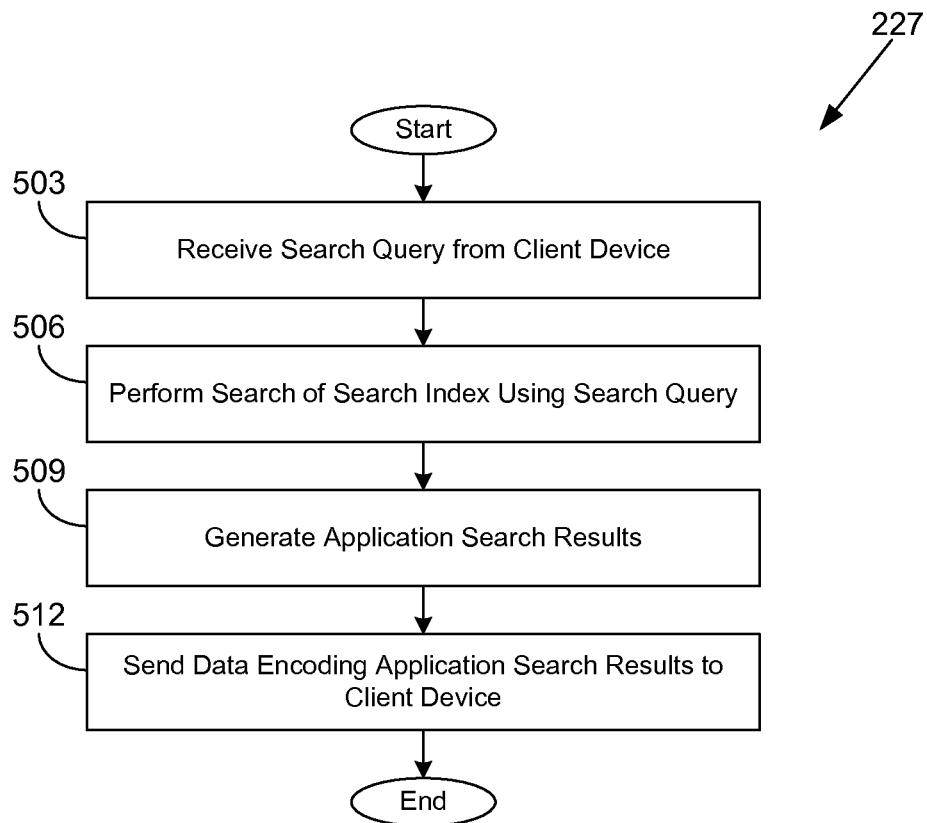 227
Start
503
Receive Search Query from Client Device
506
Perform Search of Search Index Using Search Query
509
Generate Application Search Results
512
Send Data Encoding Application Search Results to
Client Device
End